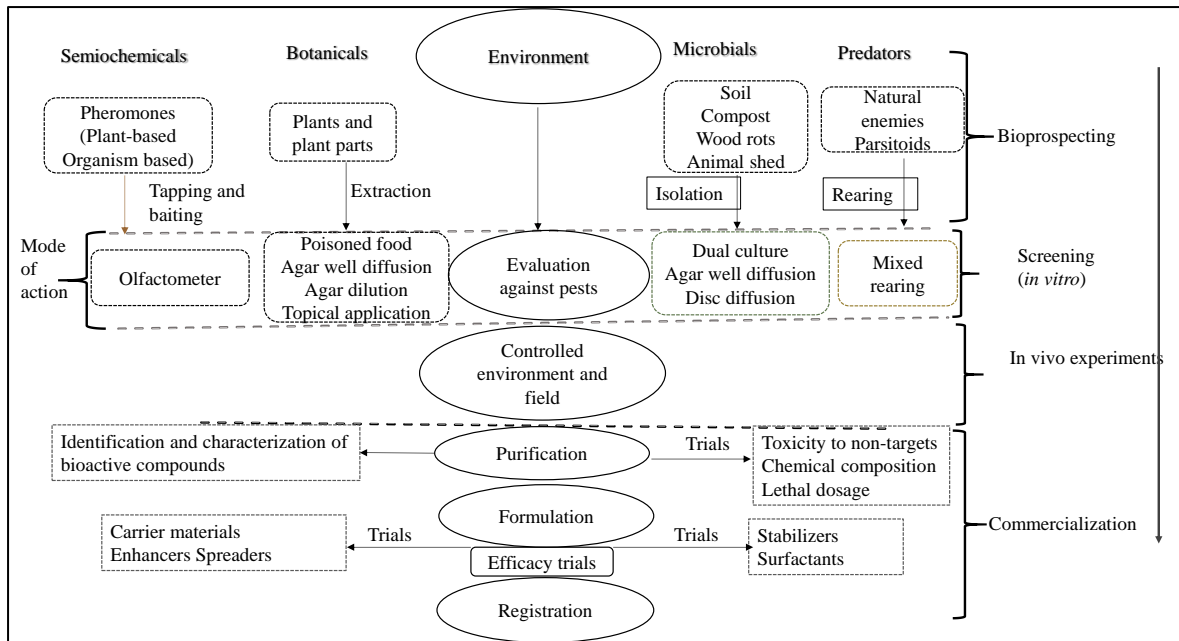 Semiochemicals
Botanicals
Environment
Microbials
Predators
Pheromones
(Plant-based
Organism based)
Plants and
plant parts
Soil
Compost
Wood rots
Animal shed
Natural
enemies
Parsitoids
Bioprospecting
Tapping and
baiting
Extraction
Isolation
Rearing
Mode
of
action
Olfactometer
Poisoned food
Agar well diffusion
Agar dilution
Topical application
Evaluation
against pests
Dual culture
Agar well diffusion
Disc diffusion
Mixed
rearing
Screening
(in vitro)
Controlled
environment and
field
In vivo experiments
Identification and characterization of
bioactive compounds
Purification
Trials
Toxicity to non-targets
Chemical composition
Lethal dosage
Formulation
Carrier materials
Enhancers Spreaders
Trials
Trials
Stabilizers
Surfactants
Efficacy trials
Registration
Commercialization